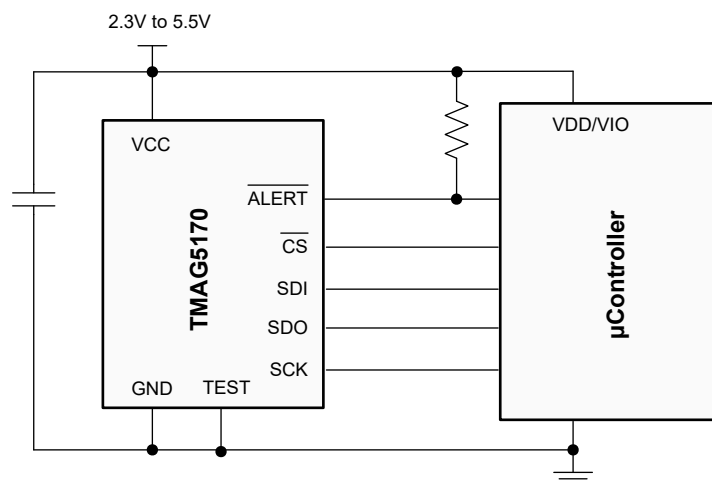 2.3V to 5.5V
VCC
VDD/VIO
ALERT
CS
SDI
SDO
SCK
TMAG5170
µController
GND
TEST